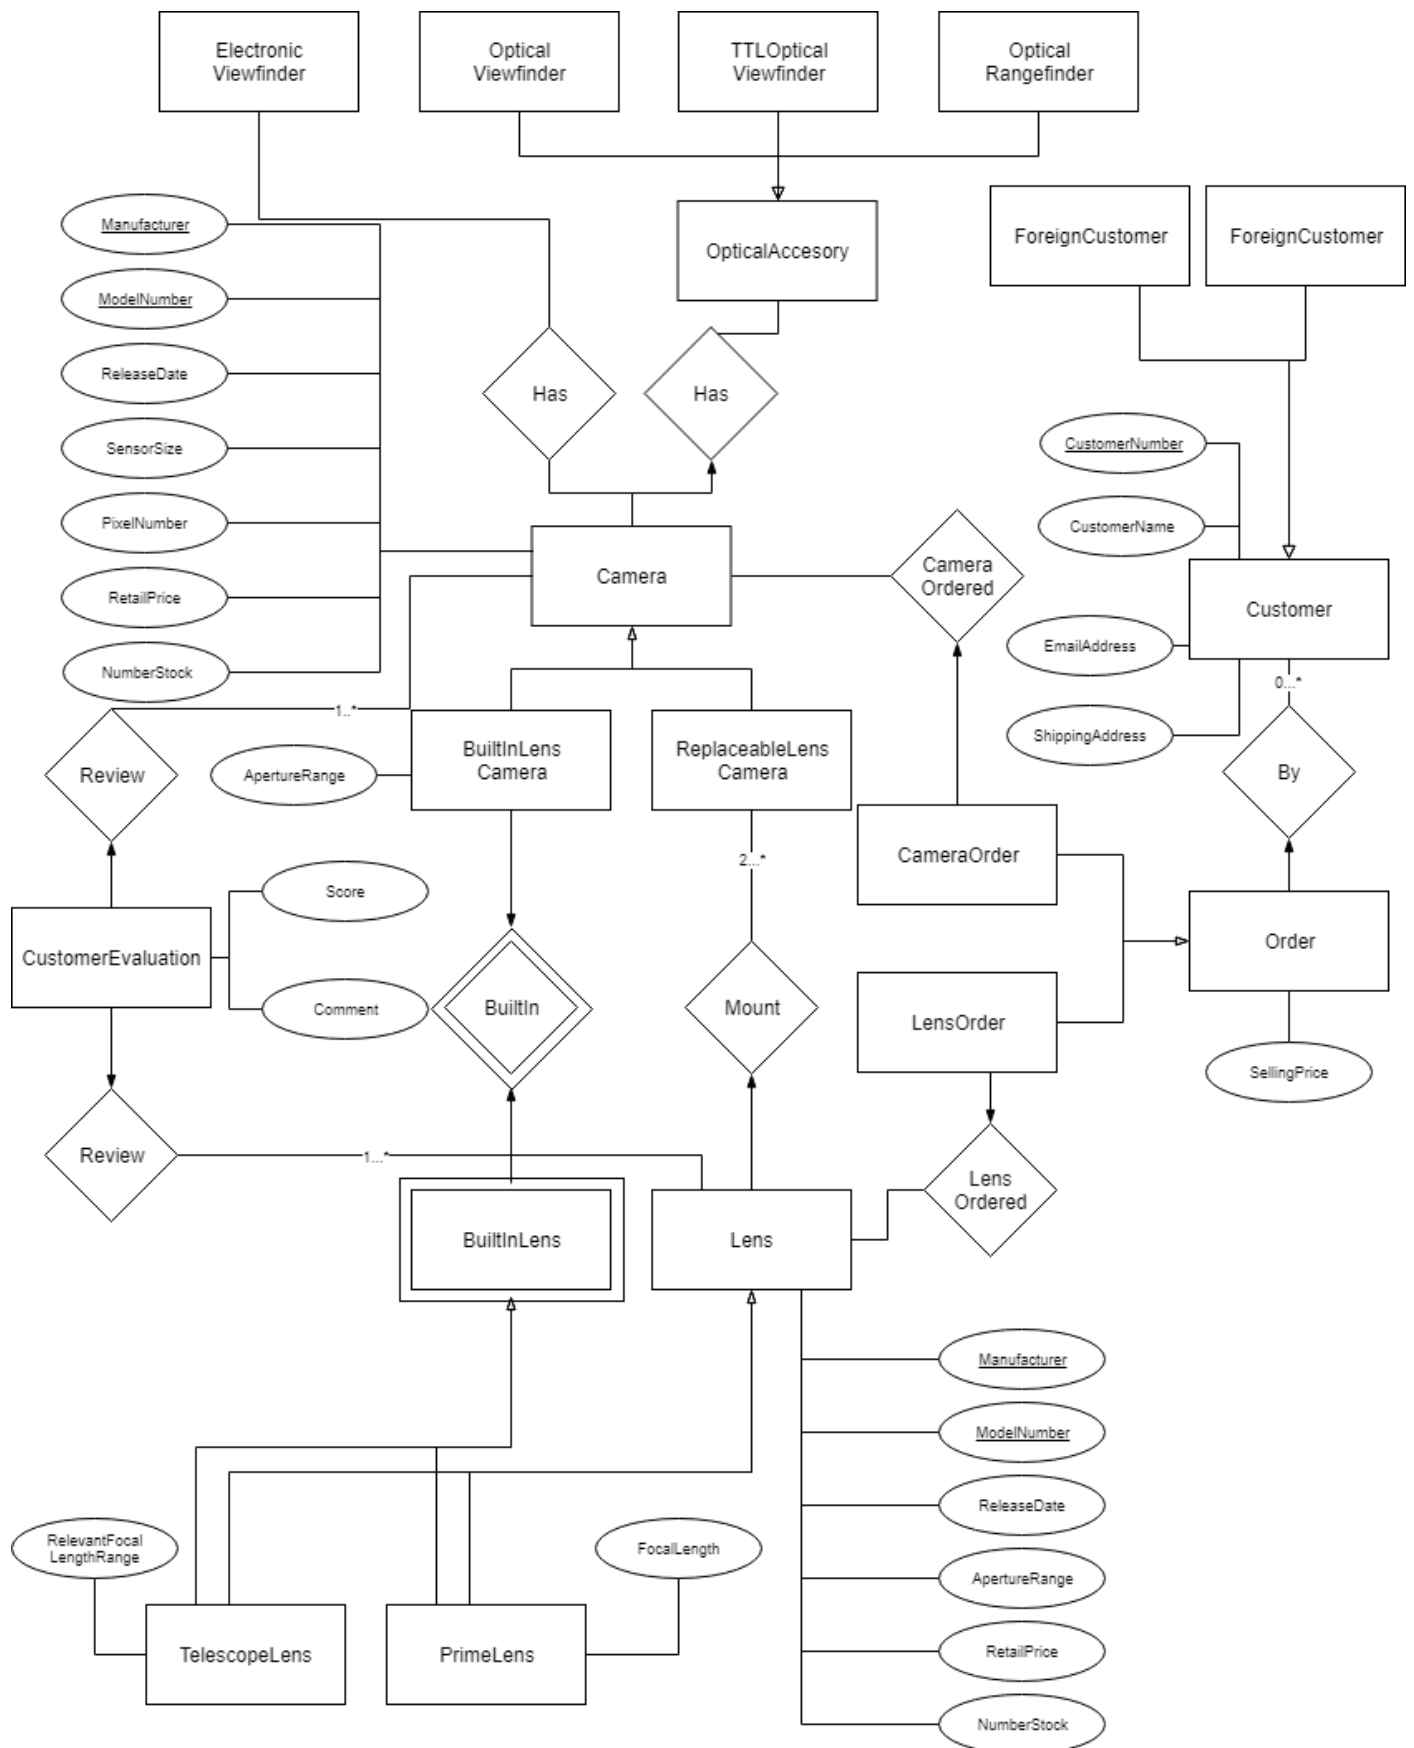 Electronic
Viewfinder
Optical
Viewfinder
TTLOptical
Viewfinder
Optical
Rangefinder
Manufacturer
ModelNumber
ReleaseDate
SensorSize
PixelNumber
RetailPrice
NumberStock
OpticalAccesory
ForeignCustomer
ForeignCustomer
Has
Has
CustomerNumber
CustomerName
Camera
Camera
Ordered
Customer
EmailAddress
ShippingAddress
0...*
By
1..*
Review
ApertureRange
BuiltInLens
Camera
ReplaceableLens
Camera
2...*
CameraOrder
Score
CustomerEvaluation
Comment
BuiltIn
Mount
Order
LensOrder
SellingPrice
Review
1...*
Lens
Ordered
BuiltInLens
Lens
Manufacturer
ModelNumber
ReleaseDate
ApertureRange
RetailPrice
NumberStock
RelevantFocal
LengthRange
FocalLength
TelescopeLens
PrimeLens